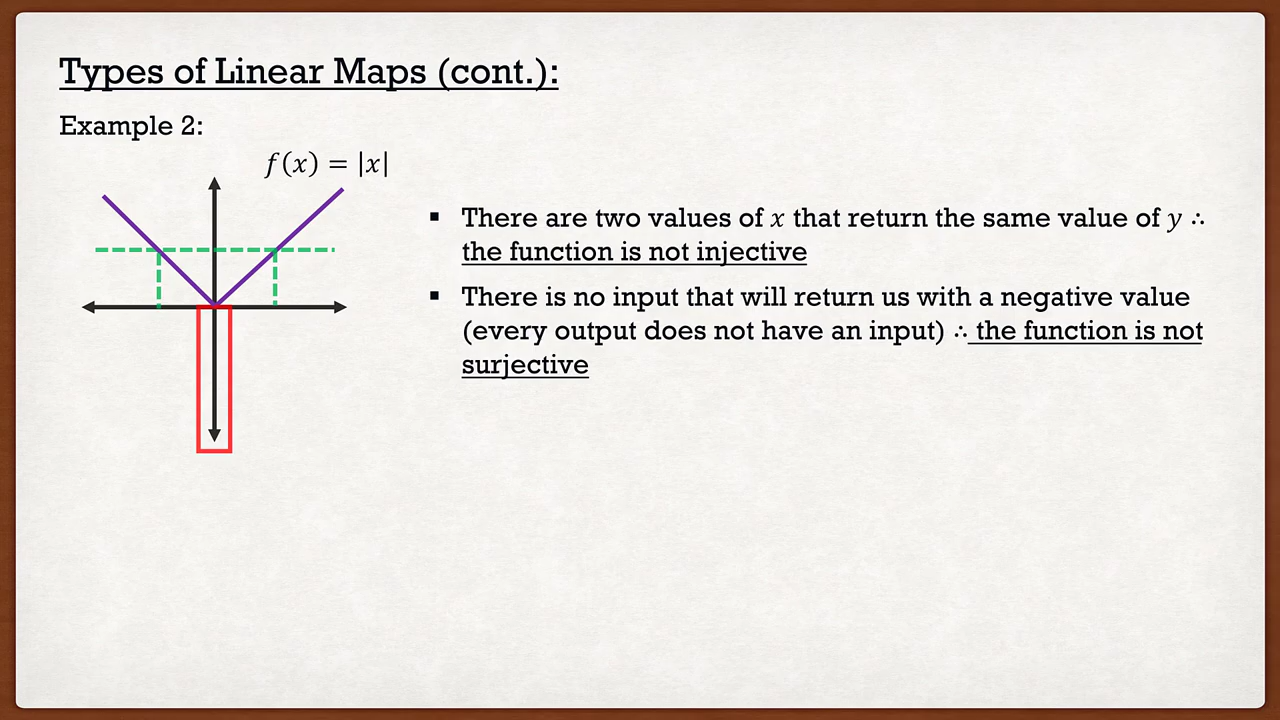 Types of Linear Maps (cont.):
Example 2:
f(x) = |x|
▪ There are two values of x that return the same value of y ∴
the function is not injective
▪ There is no input that will return us with a negative value
(every output does not have an input) ∴ the function is not
surjective